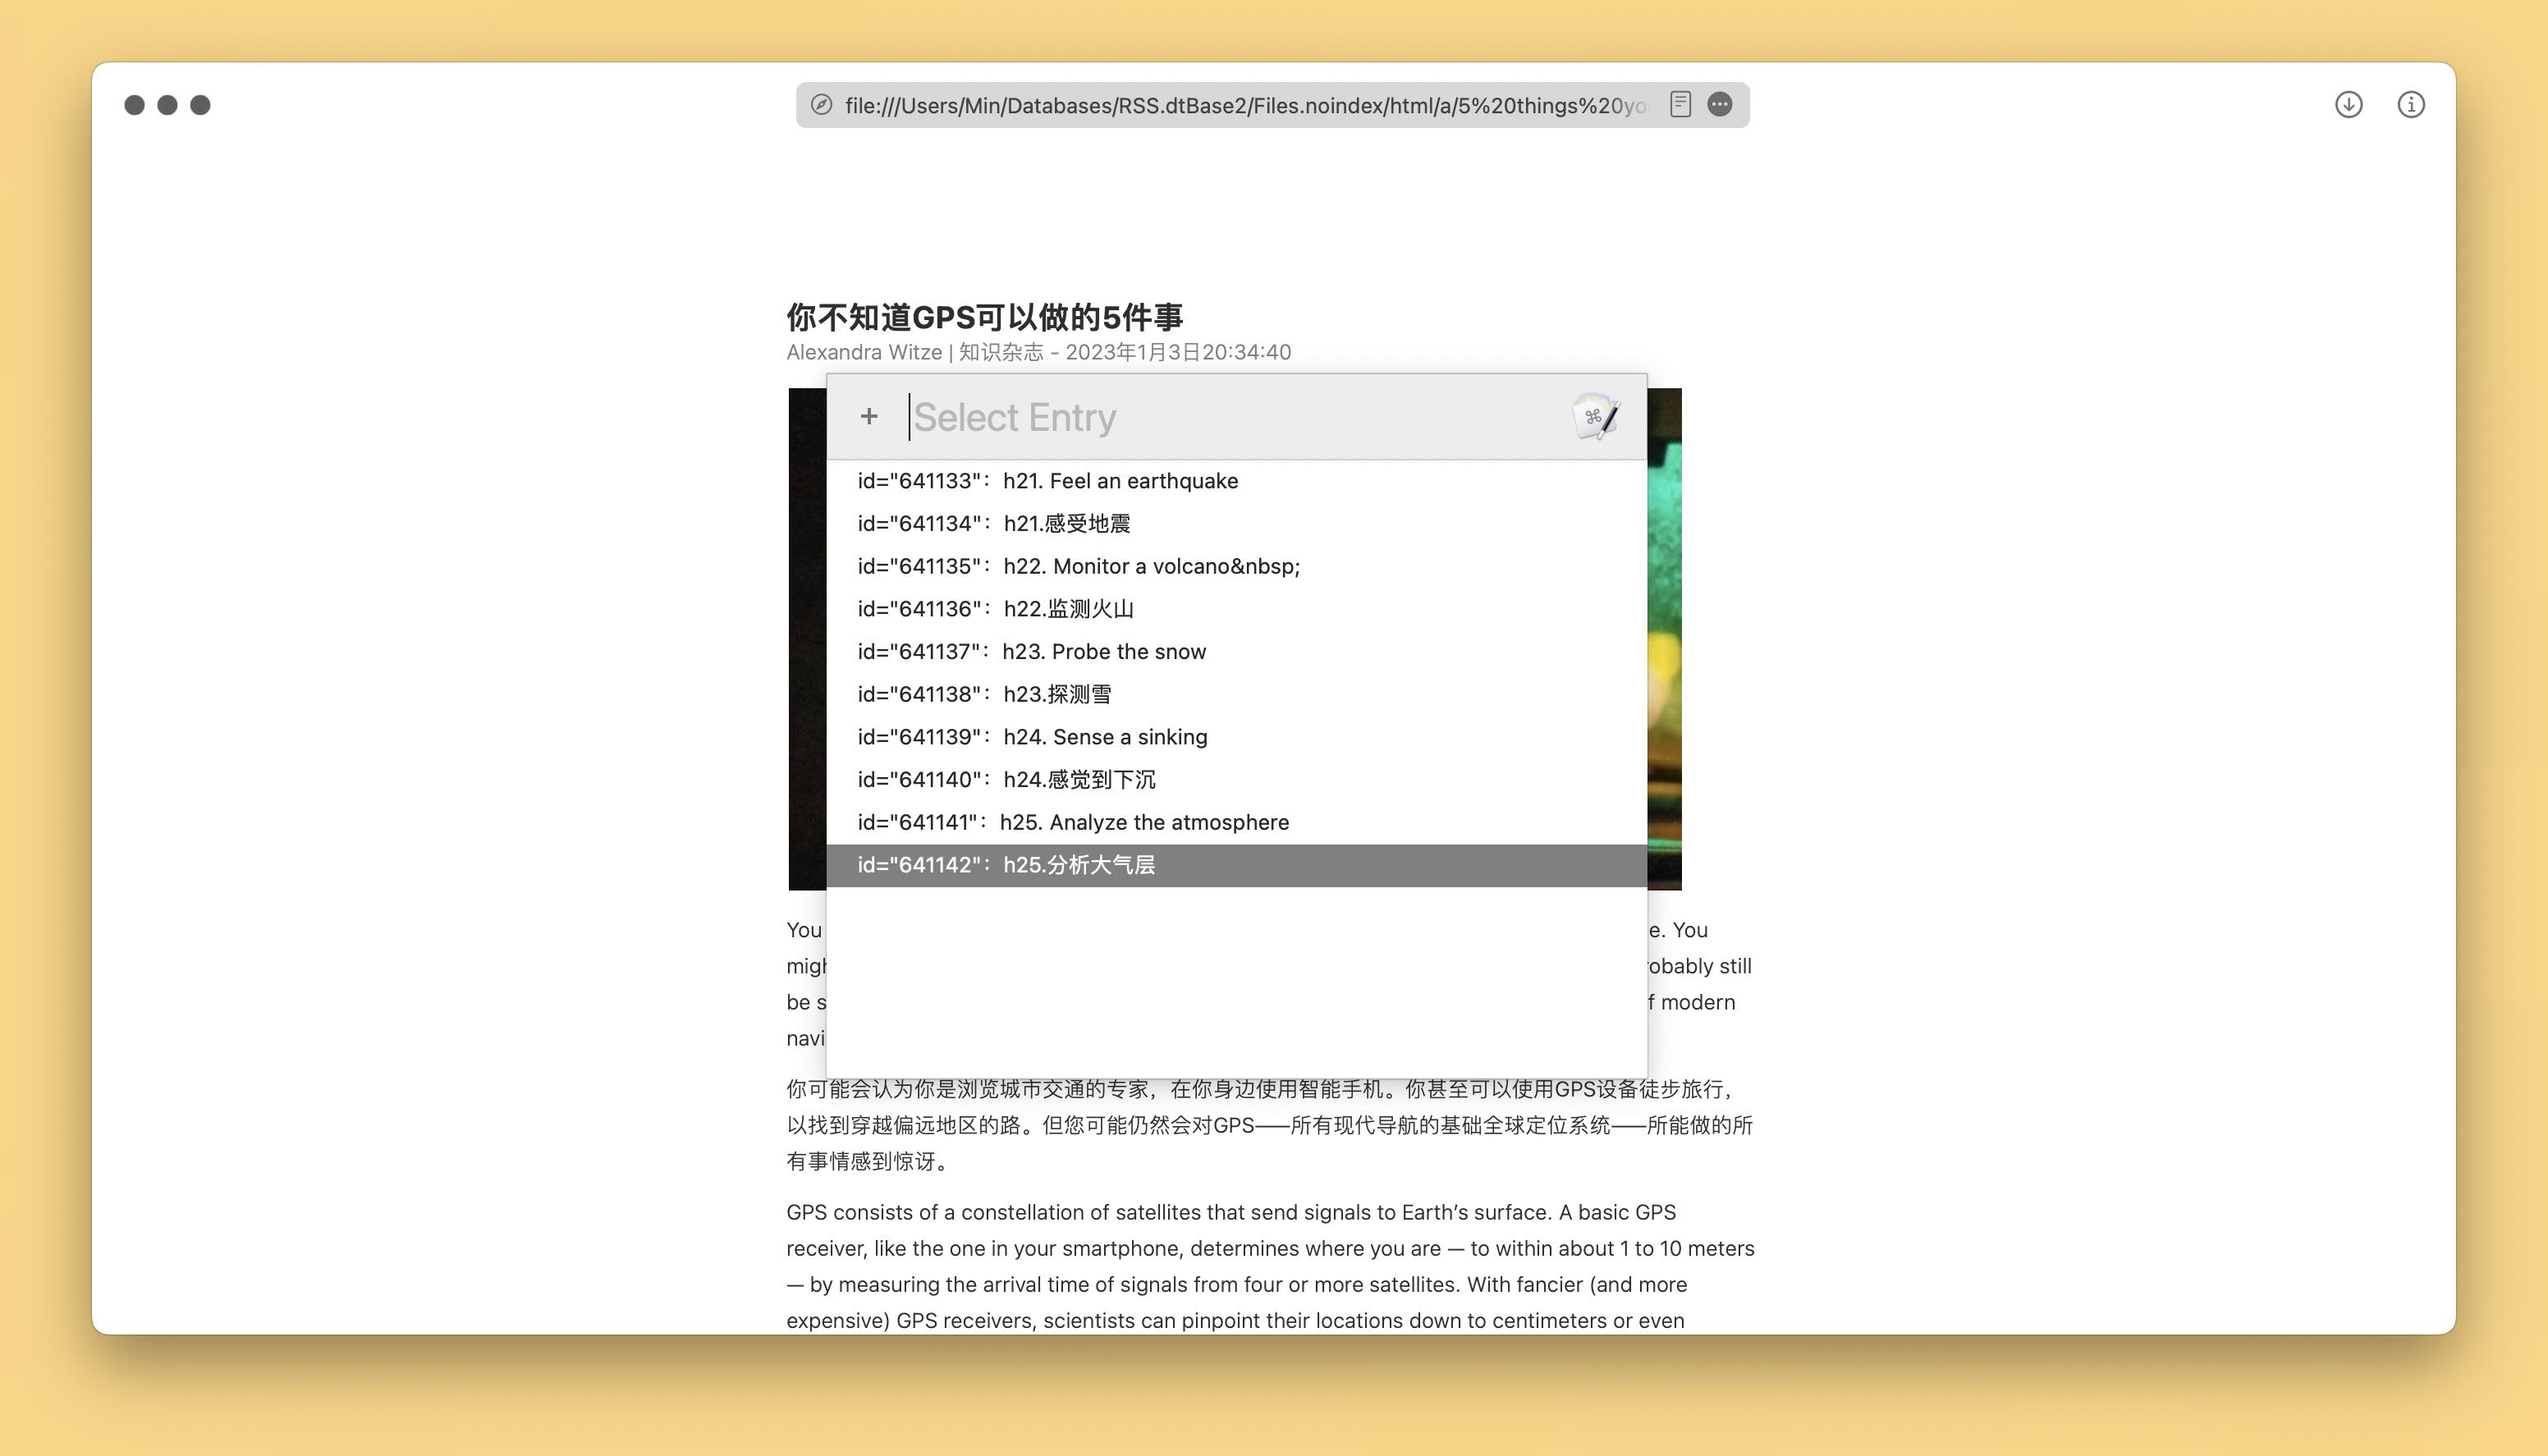 file:///Users/Min/Databases/RSS.dtBase2/Files.noindex/html/a/5%20things%20yo
你不知道GPS可以做的5件事
Alexandra Witze | 知识杂志 - 2023年1月3日20:34:40
+ Select Entry
id="641133"：h21. Feel an earthquake
id="641134"：h21.感受地震
id="641135"：h22. Monitor a volcano&nbsp;
id="641136"：h22.监测火山
id="641137"：h23. Probe the snow
id="641138"：h23.探测雪
id="641139"：h24. Sense a sinking
id="641140"：h24.感觉到下沉
id="641141"：h25. Analyze the atmosphere
id="641142"：h25.分析大气层
You e. You
migh obably still
be s f modern
navi
你可能会认为你是浏览城市交通的专家，在你身边使用智能手机。你甚至可以使用GPS设备徒步旅行，
以找到穿越偏远地区的路。但您可能仍然会对GPS——所有现代导航的基础全球定位系统——所能做的所
有事情感到惊讶。
GPS consists of a constellation of satellites that send signals to Earth’s surface. A basic GPS
receiver, like the one in your smartphone, determines where you are — to within about 1 to 10 meters
— by measuring the arrival time of signals from four or more satellites. With fancier (and more
expensive) GPS receivers, scientists can pinpoint their locations down to centimeters or even